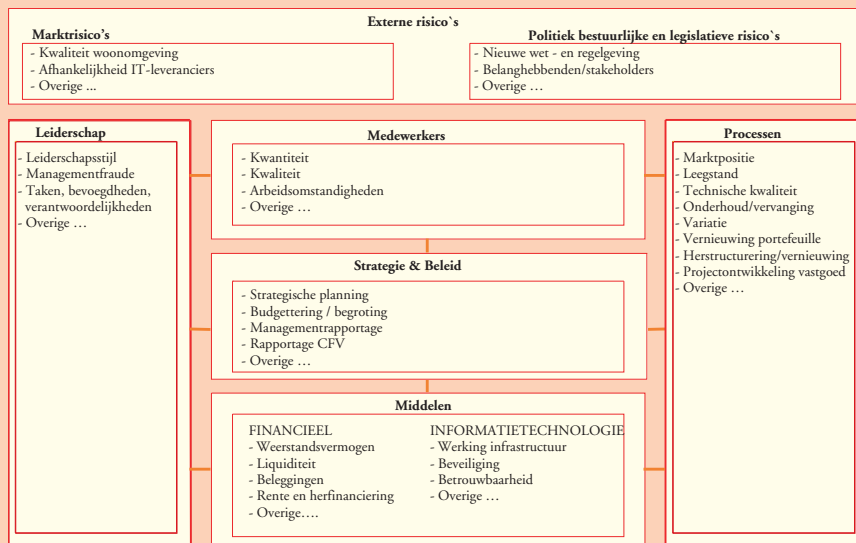 Externe risico`s
Marktrisico's
- Kwaliteit woonomgeving
- Afhankelijkheid IT-leveranciers
- Overige ...
Politiek bestuurlijke en legislatieve risico`s
- Nieuwe wet - en regelgeving
- Belanghebbenden/stakeholders
- Overige …
Leiderschap
- Leiderschapsstijl
- Managementfraude
- Taken, bevoegdheden,
verantwoordelijkheden
- Overige …
Medewerkers
- Kwantiteit
- Kwaliteit
- Arbeidsomstandigheden
- Overige …
Strategie & Beleid
- Strategische planning
- Budgettering / begroting
- Managementrapportage
- Rapportage CFV
- Overige …
Middelen
FINANCIEEL
- Weerstandsvermogen
- Liquiditeit
- Beleggingen
- Rente en herfinanciering
- Overige….
INFORMATIETECHNOLOGIE
- Werking infrastructuur
- Beveiliging
- Betrouwbaarheid
- Overige …
Processen
- Marktpositie
- Leegstand
- Technische kwaliteit
- Onderhoud/vervanging
- Variatie
- Vernieuwing portefeuille
- Herstructurering/vernieuwing
- Projectontwikkeling vastgoed
- Overige …